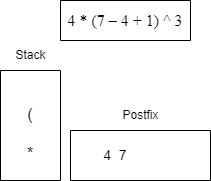 4 * (7 – 4 + 1) ^ 3
Stack
(
*
Postfix
4 7